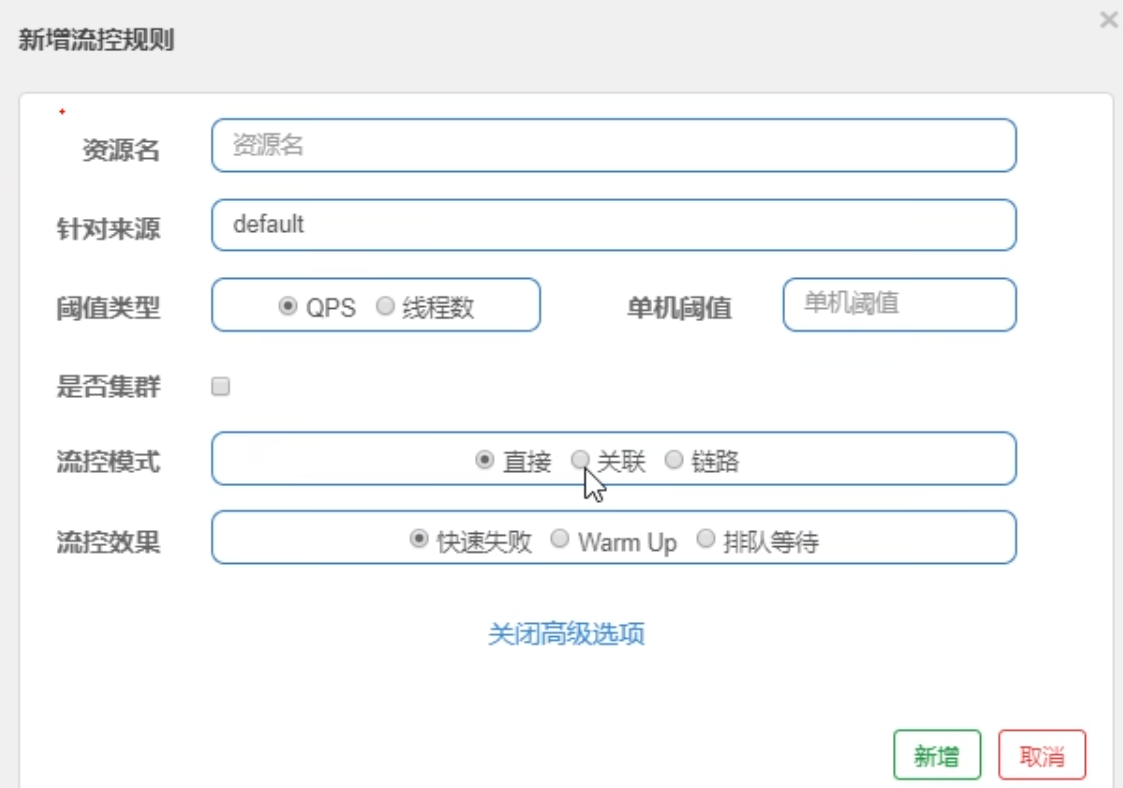 新增流控规则
资源名 资源名
针对来源 default
阈值类型 QPS 线程数 单机阈值 单机阈值
是否集群
流控模式 直接 关联 链路
流控效果 快速失败 Warm Up 排队等待
关闭高级选项
新增 取消